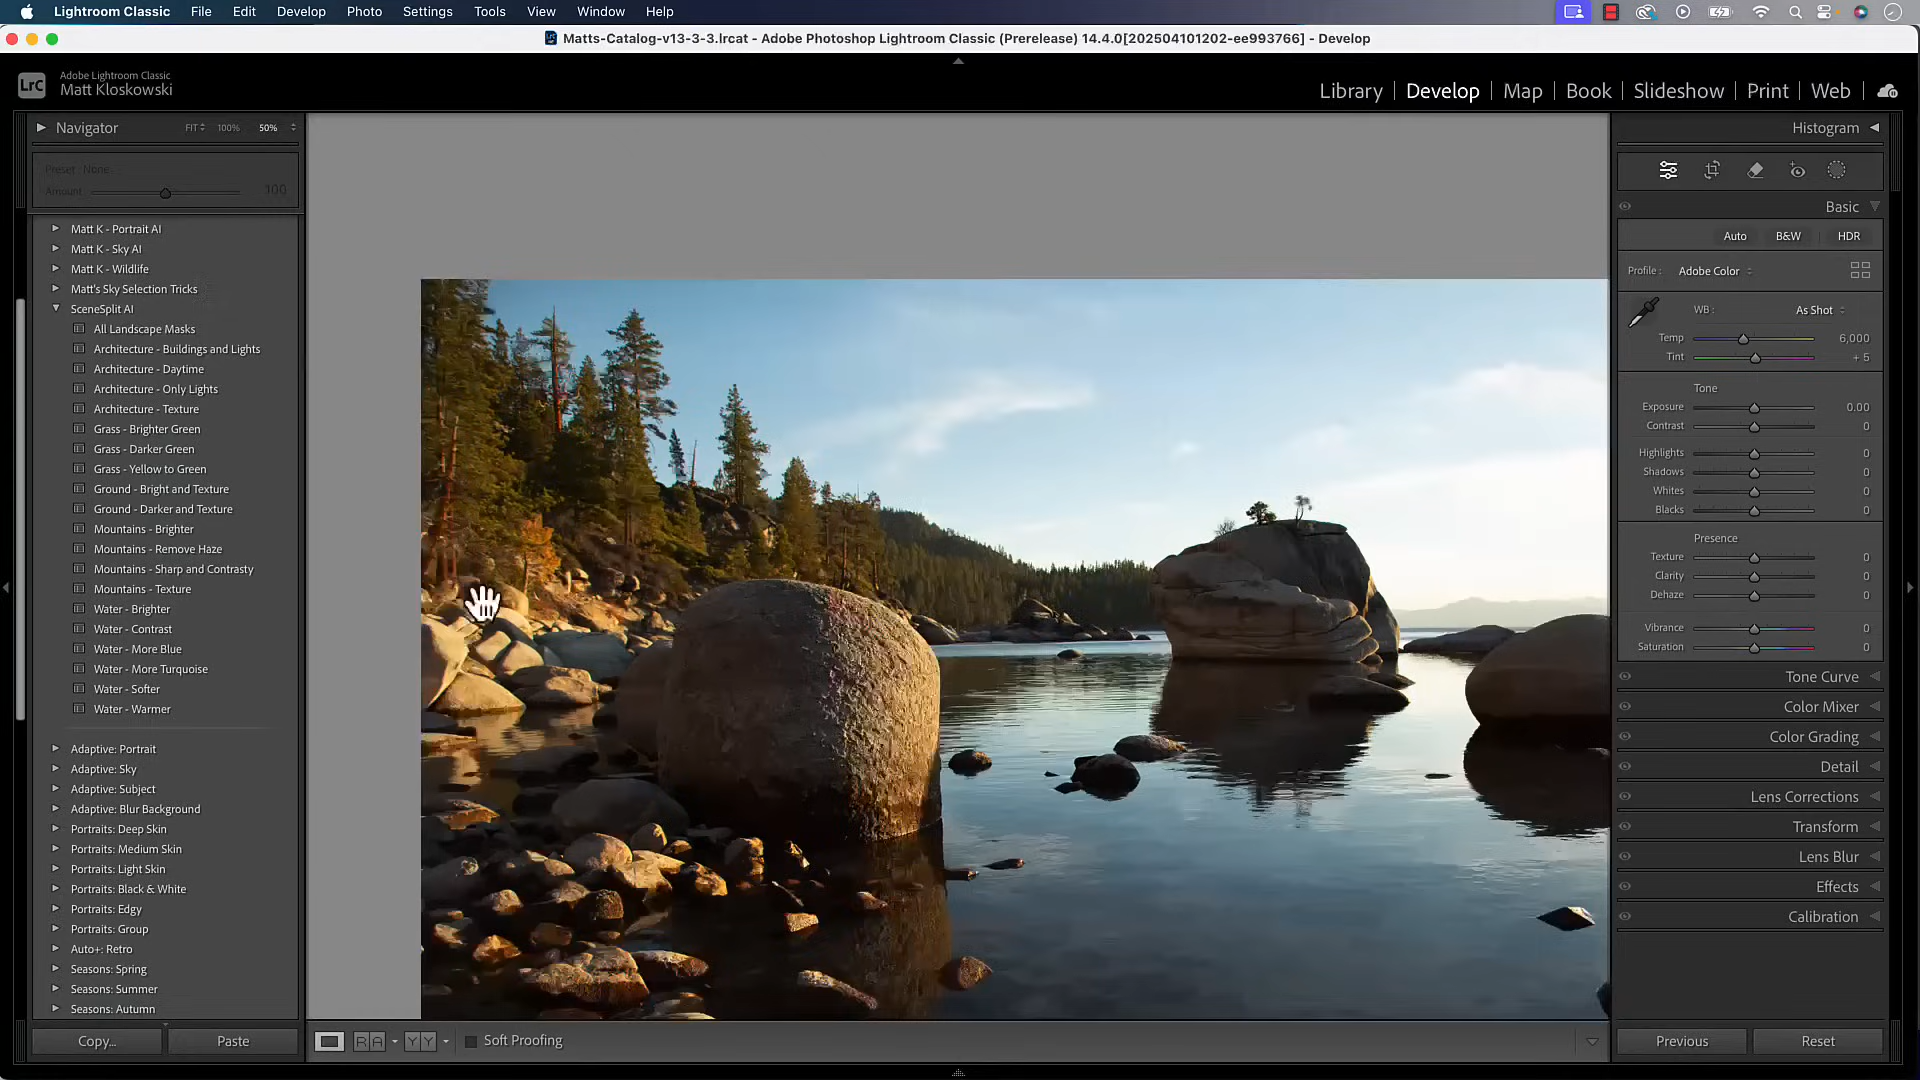 Lightroom Classic File Edit Develop Photo Settings Tools View Window Help
Matts-Catalog-v13-3-3.lrcat - Adobe Photoshop Lightroom Classic (Prerelease) 14.4.0[202504101202-ee993766] - Develop
LrC
Adobe Lightroom Classic
Matt Kloskowski
Library | Develop | Map | Book | Slideshow | Print | Web
Navigator FIT 100% 50%
Preset : None
Amount 100
Matt K - Portrait AI
Matt K - Sky AI
Matt K - Wildlife
Matt's Sky Selection Tricks
SceneSplit AI
All Landscape Masks
Architecture - Buildings and Lights
Architecture - Daytime
Architecture - Only Lights
Architecture - Texture
Grass - Brighter Green
Grass - Darker Green
Grass - Yellow to Green
Ground - Bright and Texture
Ground - Darker and Texture
Mountains - Brighter
Mountains - Remove Haze
Mountains - Sharp and Contrasty
Mountains - Texture
Water - Brighter
Water - Contrast
Water - More Blue
Water - More Turquoise
Water - Softer
Water - Warmer
Adaptive: Portrait
Adaptive: Sky
Adaptive: Subject
Adaptive: Blur Background
Portraits: Deep Skin
Portraits: Medium Skin
Portraits: Light Skin
Portraits: Black & White
Portraits: Edgy
Portraits: Group
Auto+: Retro
Seasons: Spring
Seasons: Summer
Seasons: Autumn
Copy... Paste
R A Y Y Soft Proofing
Histogram
Basic
Auto B&W HDR
Profile : Adobe Color
WB : As Shot
Temp 6,000
Tint + 5
Tone
Exposure 0.00
Contrast 0
Highlights 0
Shadows 0
Whites 0
Blacks 0
Presence
Texture 0
Clarity 0
Dehaze 0
Vibrance 0
Saturation 0
Tone Curve
Color Mixer
Color Grading
Detail
Lens Corrections
Transform
Lens Blur
Effects
Calibration
Previous Reset